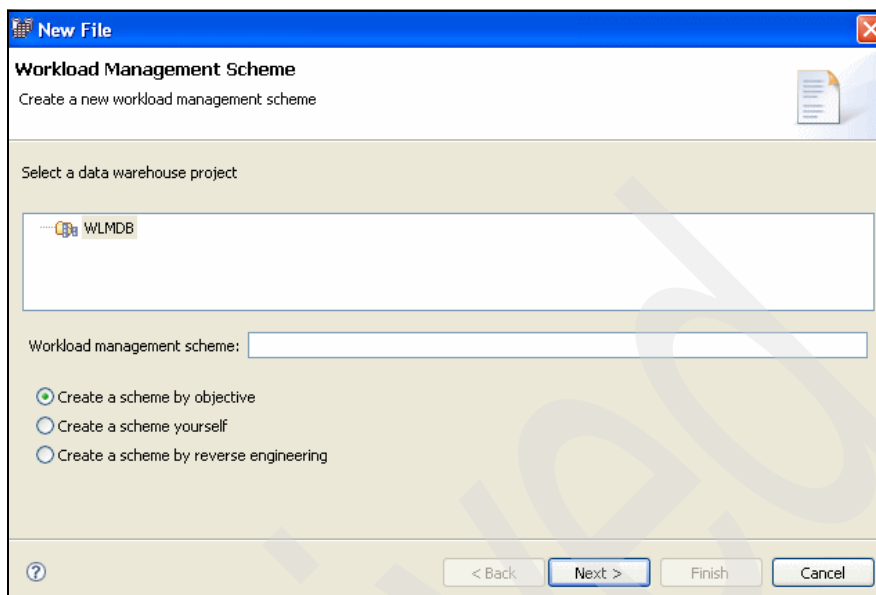 New File
Workload Management Scheme
Create a new workload management scheme
Select a data warehouse project
WLMDB
Workload management scheme:
Create a scheme by objective
Create a scheme yourself
Create a scheme by reverse engineering
? < Back Next > Finish Cancel